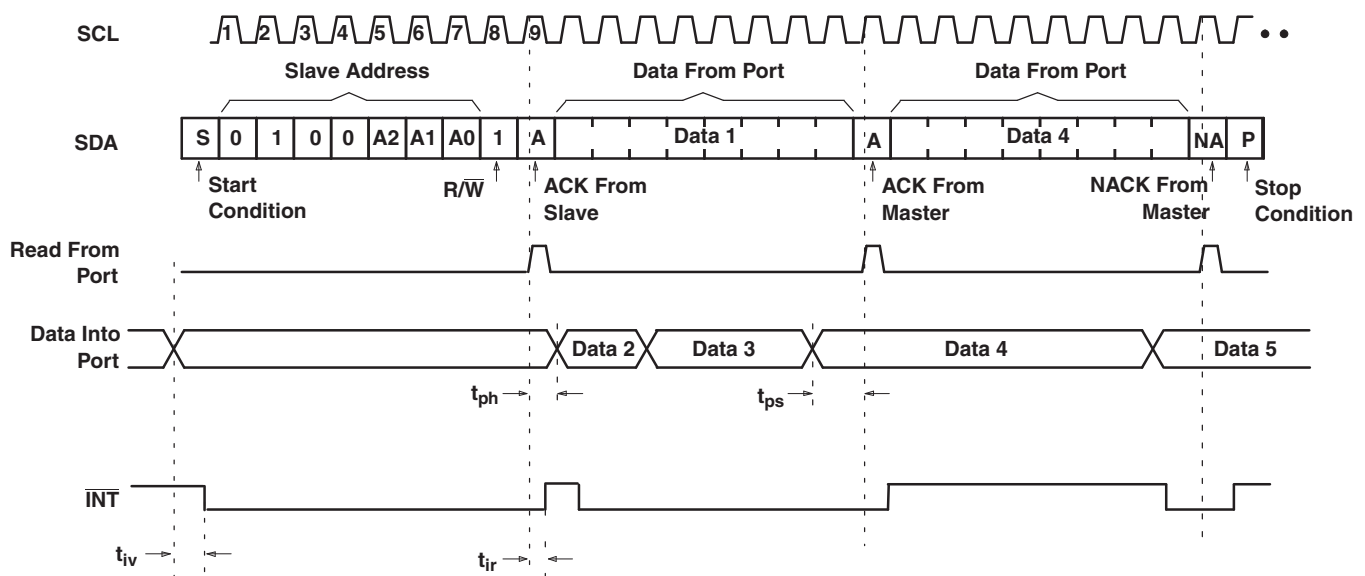 SCL 1 2 3 4 5 6 7 8 9
Slave Address Data From Port Data From Port
SDA S 0 1 0 0 A2 A1 A0 1 A Data 1 A Data 4 NA P
Start
Condition
R/W̅
ACK From
Slave
ACK From
Master
NACK From
Master
Stop
Condition
Read From
Port
Data Into
Port
Data 2 Data 3 Data 4 Data 5
tph tps
I̅N̅T̅
tiv tir